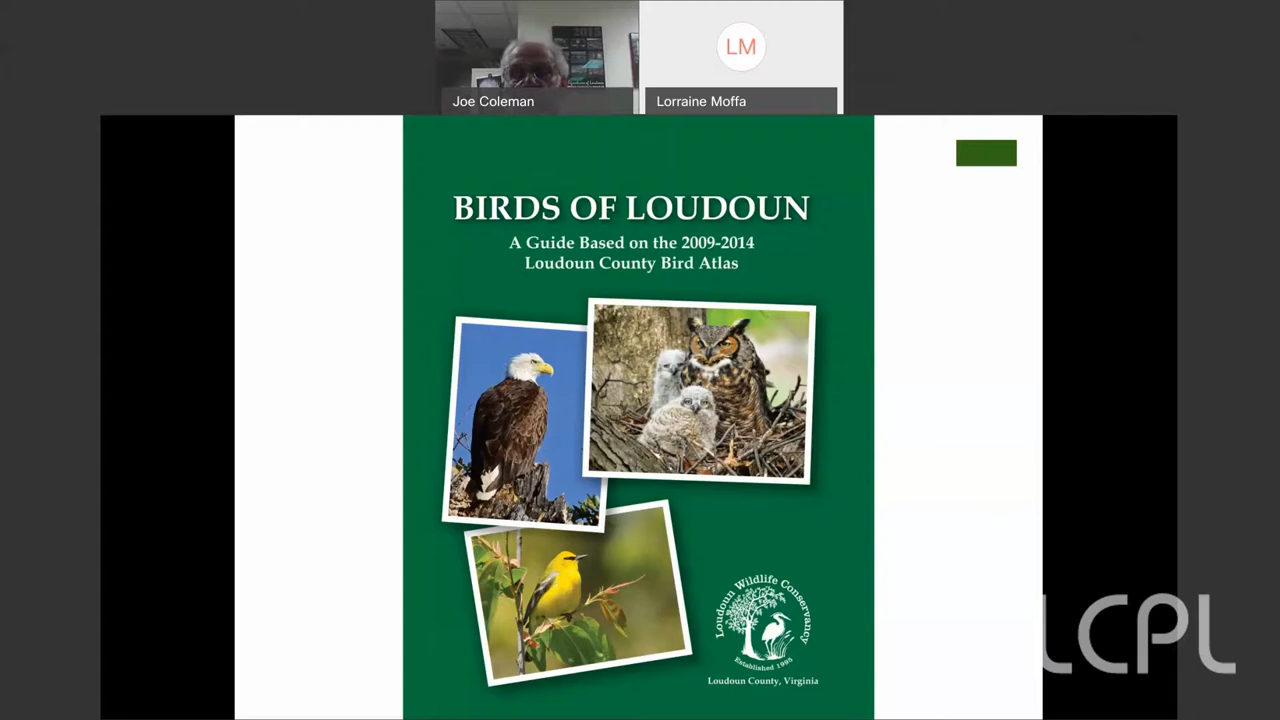 LM
Joe Coleman
Lorraine Moffa
BIRDS OF LOUDOUN
A Guide Based on the 2009-2014
Loudoun County Bird Atlas
Loudoun Wildlife Conservancy
Established 1995
Loudoun County, Virginia
LCPL